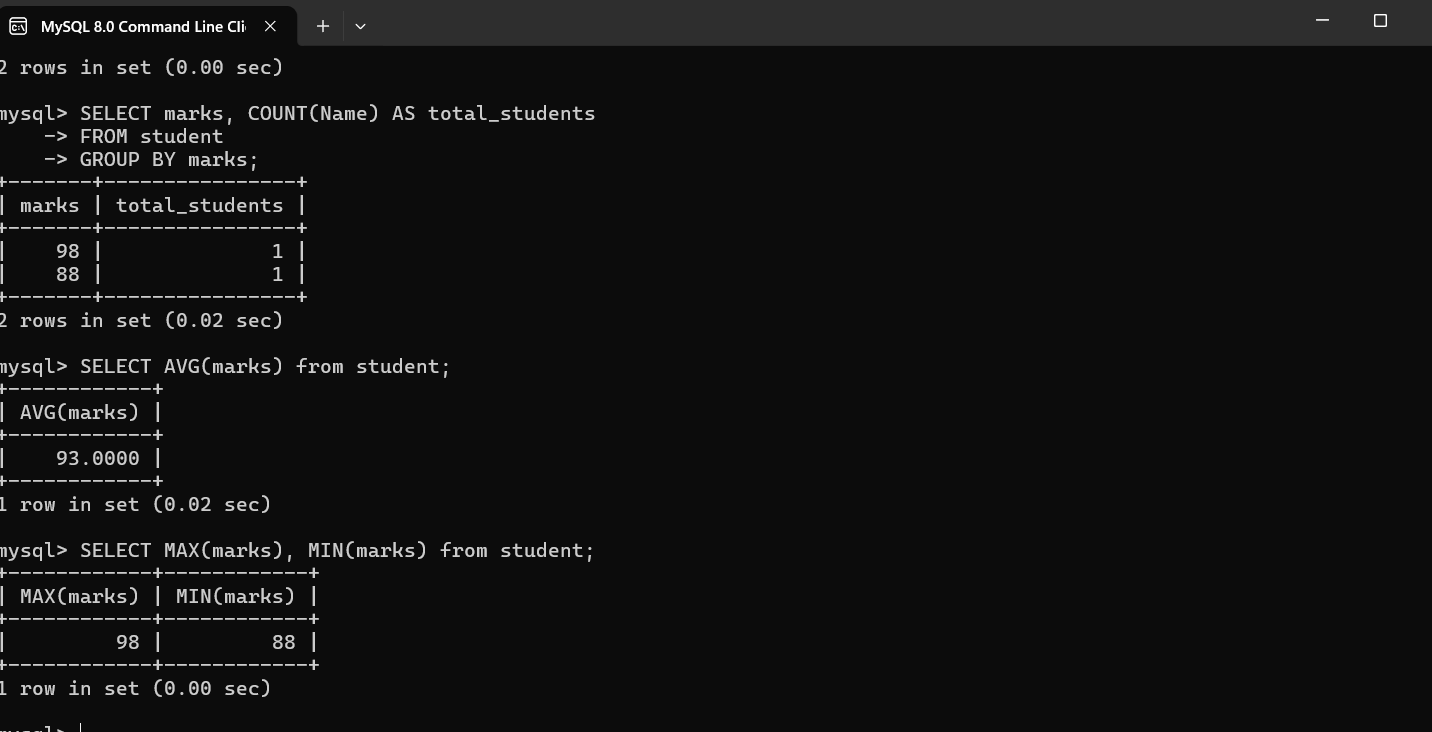 MySQL 8.0 Command Line Cli
2 rows in set (0.00 sec)
mysql> SELECT marks, COUNT(Name) AS total_students
    -> FROM student
    -> GROUP BY marks;
+-------+----------------+
| marks | total_students |
+-------+----------------+
|    98 |              1 |
|    88 |              1 |
+-------+----------------+
2 rows in set (0.02 sec)
mysql> SELECT AVG(marks) from student;
+------------+
| AVG(marks) |
+------------+
|    93.0000 |
+------------+
1 row in set (0.02 sec)
mysql> SELECT MAX(marks), MIN(marks) from student;
+------------+------------+
| MAX(marks) | MIN(marks) |
+------------+------------+
|         98 |         88 |
+------------+------------+
1 row in set (0.00 sec)
mysql>